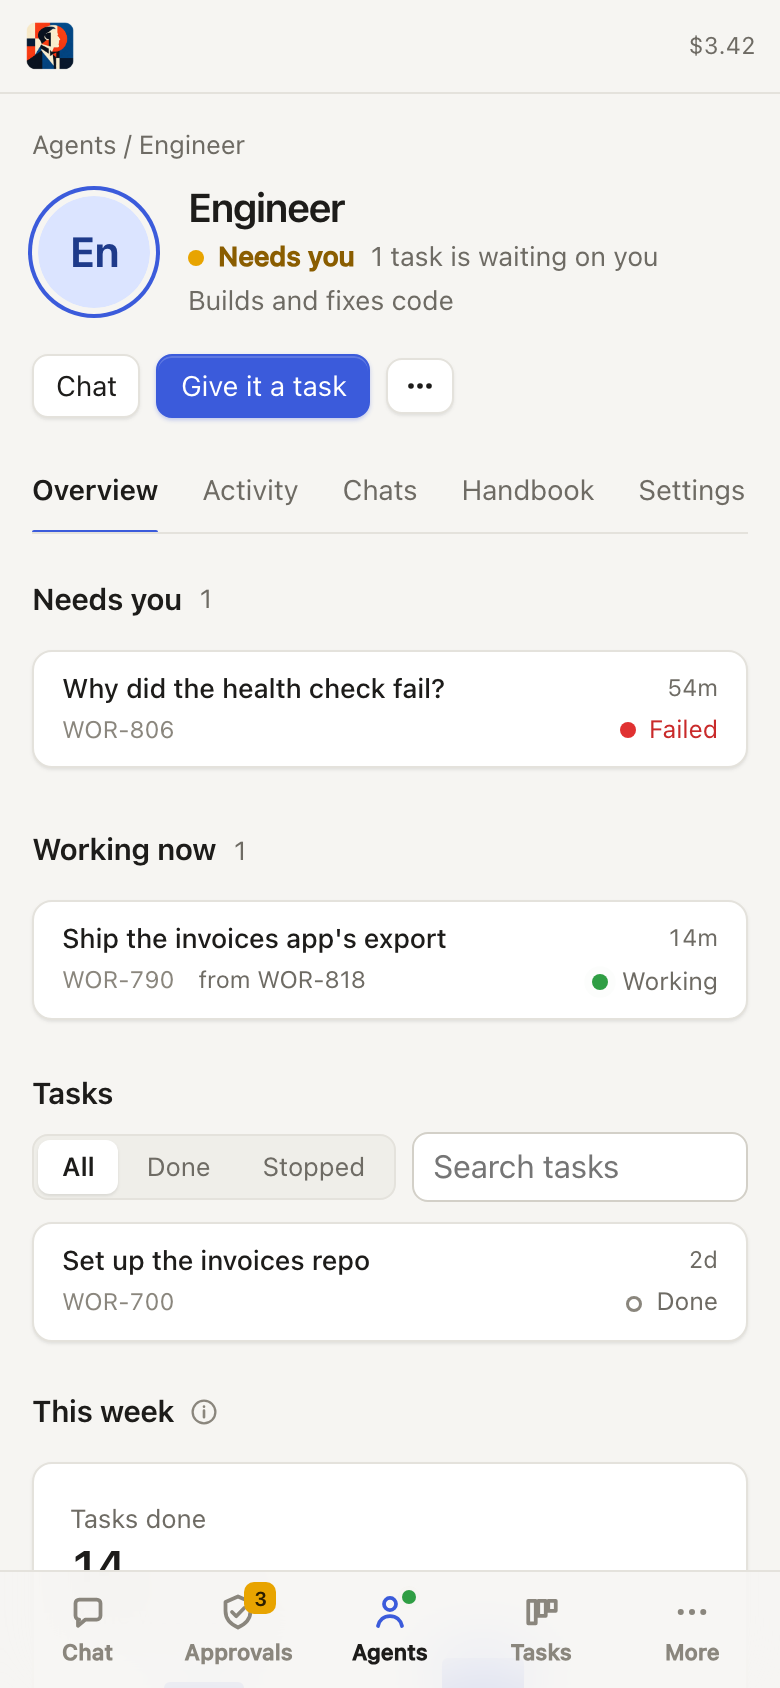 $3.42
Agents / Engineer
En
Engineer
Needs you 1 task is waiting on you
Builds and fixes code
Chat
Give it a task
Overview Activity Chats Handbook Settings
Needs you 1
Why did the health check fail? 54m
WOR-806 Failed
Working now 1
Ship the invoices app's export 14m
WOR-790 from WOR-818 Working
Tasks
All Done Stopped Search tasks
Set up the invoices repo 2d
WOR-700 Done
This week
Tasks done
14
3
Chat Approvals Agents Tasks More